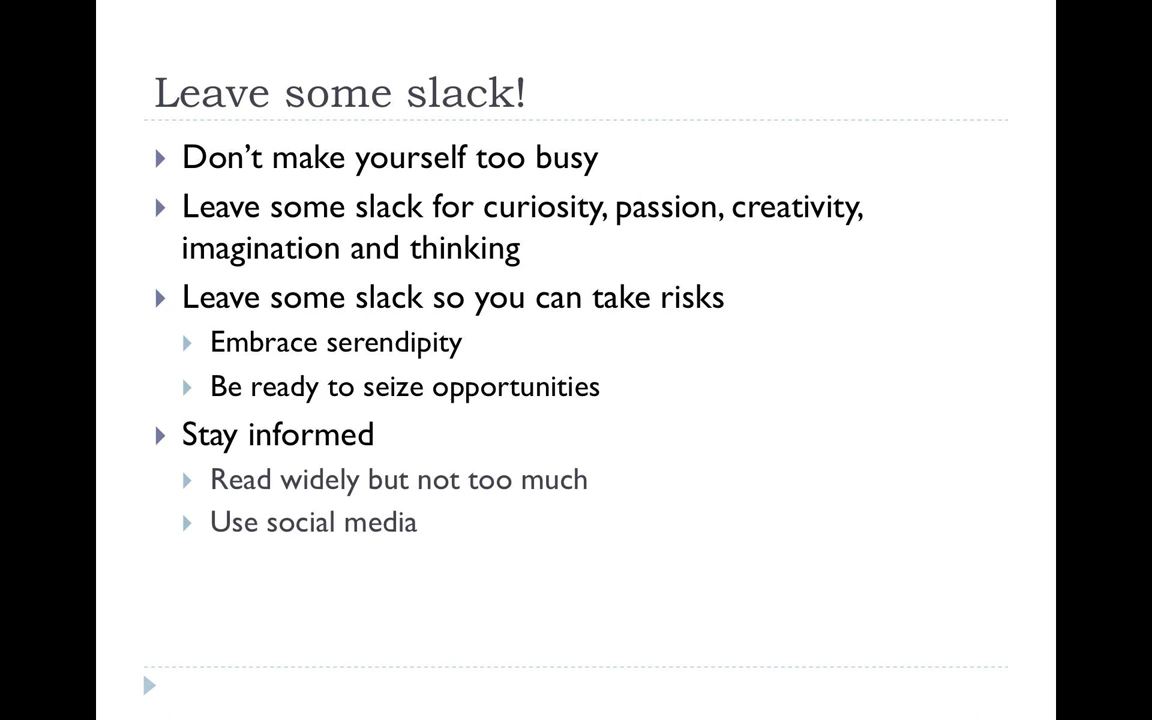 Leave some slack!
Don't make yourself too busy
Leave some slack for curiosity, passion, creativity,
imagination and thinking
Leave some slack so you can take risks
Embrace serendipity
Be ready to seize opportunities
Stay informed
Read widely but not too much
Use social media